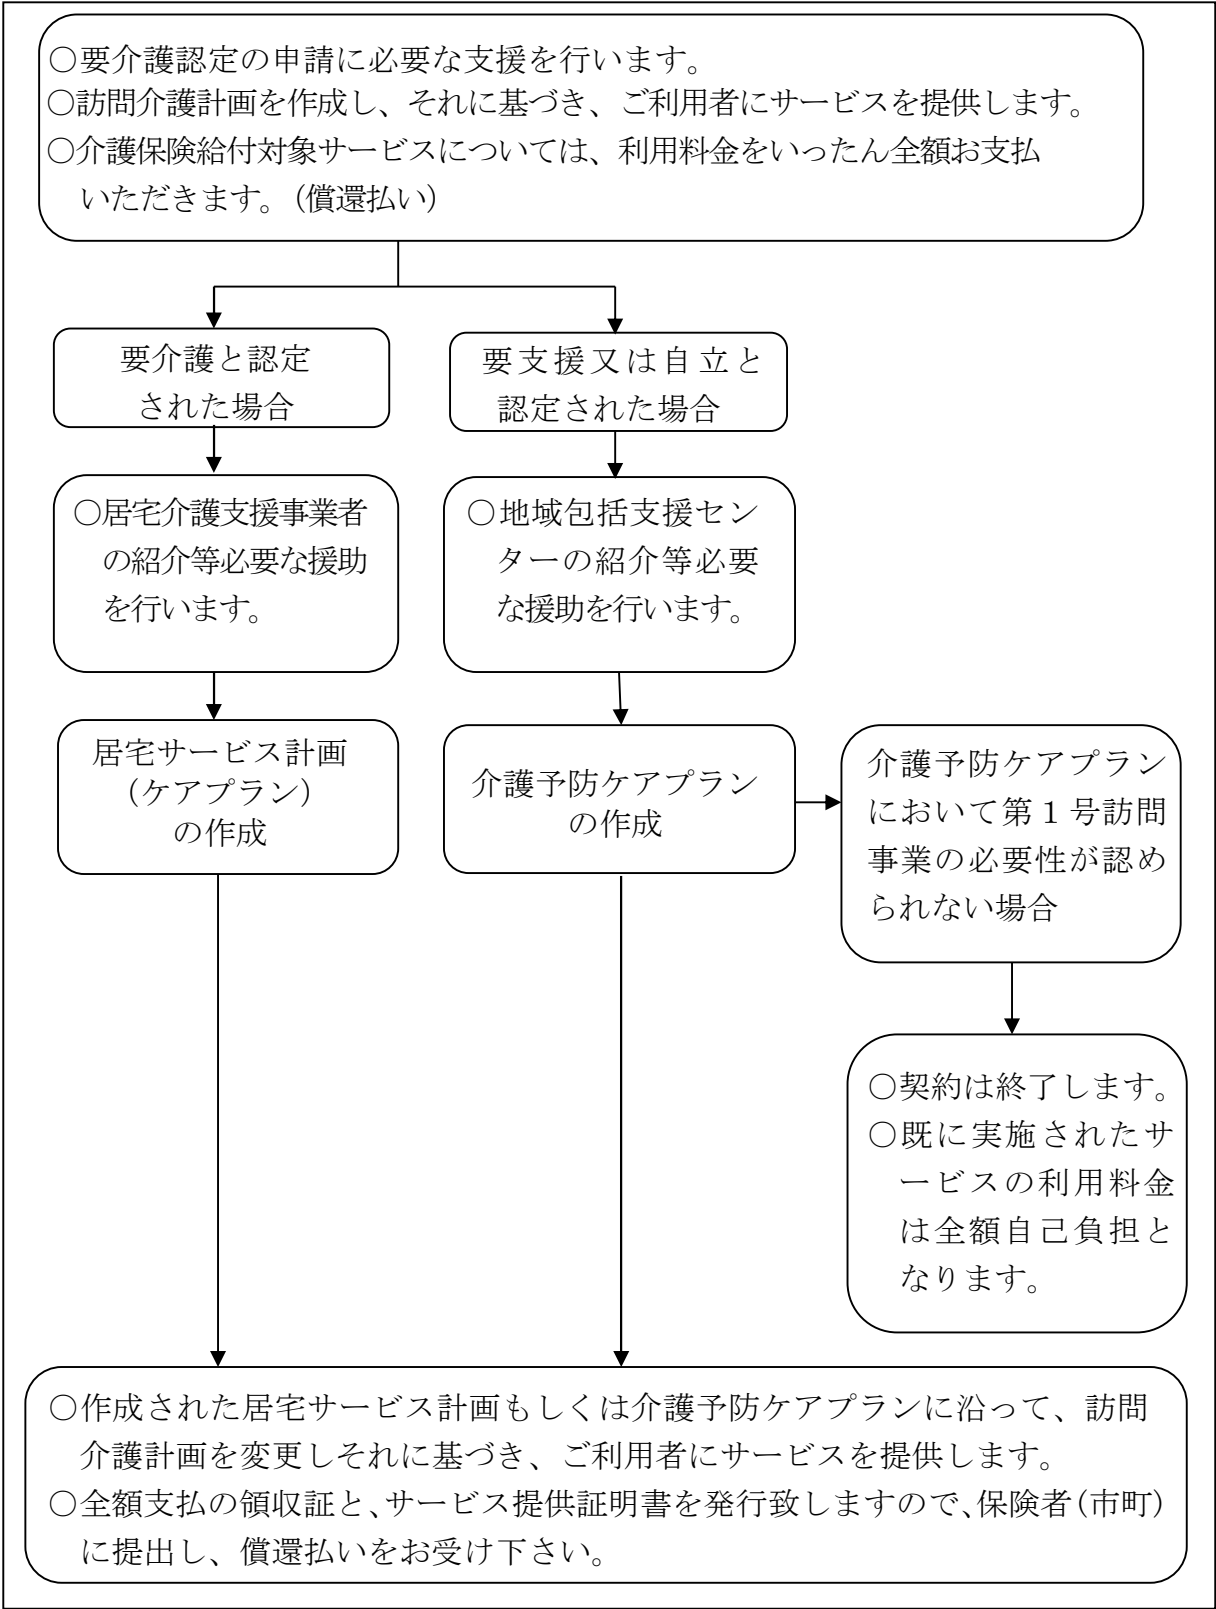 ○要介護認定の申請に必要な支援を行います。
○訪問介護計画を作成し、それに基づき、ご利用者にサービスを提供します。
○介護保険給付対象サービスについては、利用料金をいったん全額お支払
いただきます。(償還払い)
要介護と認定
された場合
要支援又は自立と
認定された場合
○居宅介護支援事業者
の紹介等必要な援助
を行います。
○地域包括支援セン
ターの紹介等必要
な援助を行います。
居宅サービス計画
(ケアプラン)
の作成
介護予防ケアプラン
の作成
介護予防ケアプラン
において第1号訪問
事業の必要性が認め
られない場合
○契約は終了します。
○既に実施されたサ
ービスの利用料金
は全額自己負担と
なります。
○作成された居宅サービス計画もしくは介護予防ケアプランに沿って、訪問
介護計画を変更しそれに基づき、ご利用者にサービスを提供します。
○全額支払の領収証と、サービス提供証明書を発行致しますので、保険者(市町)
に提出し、償還払いをお受け下さい。